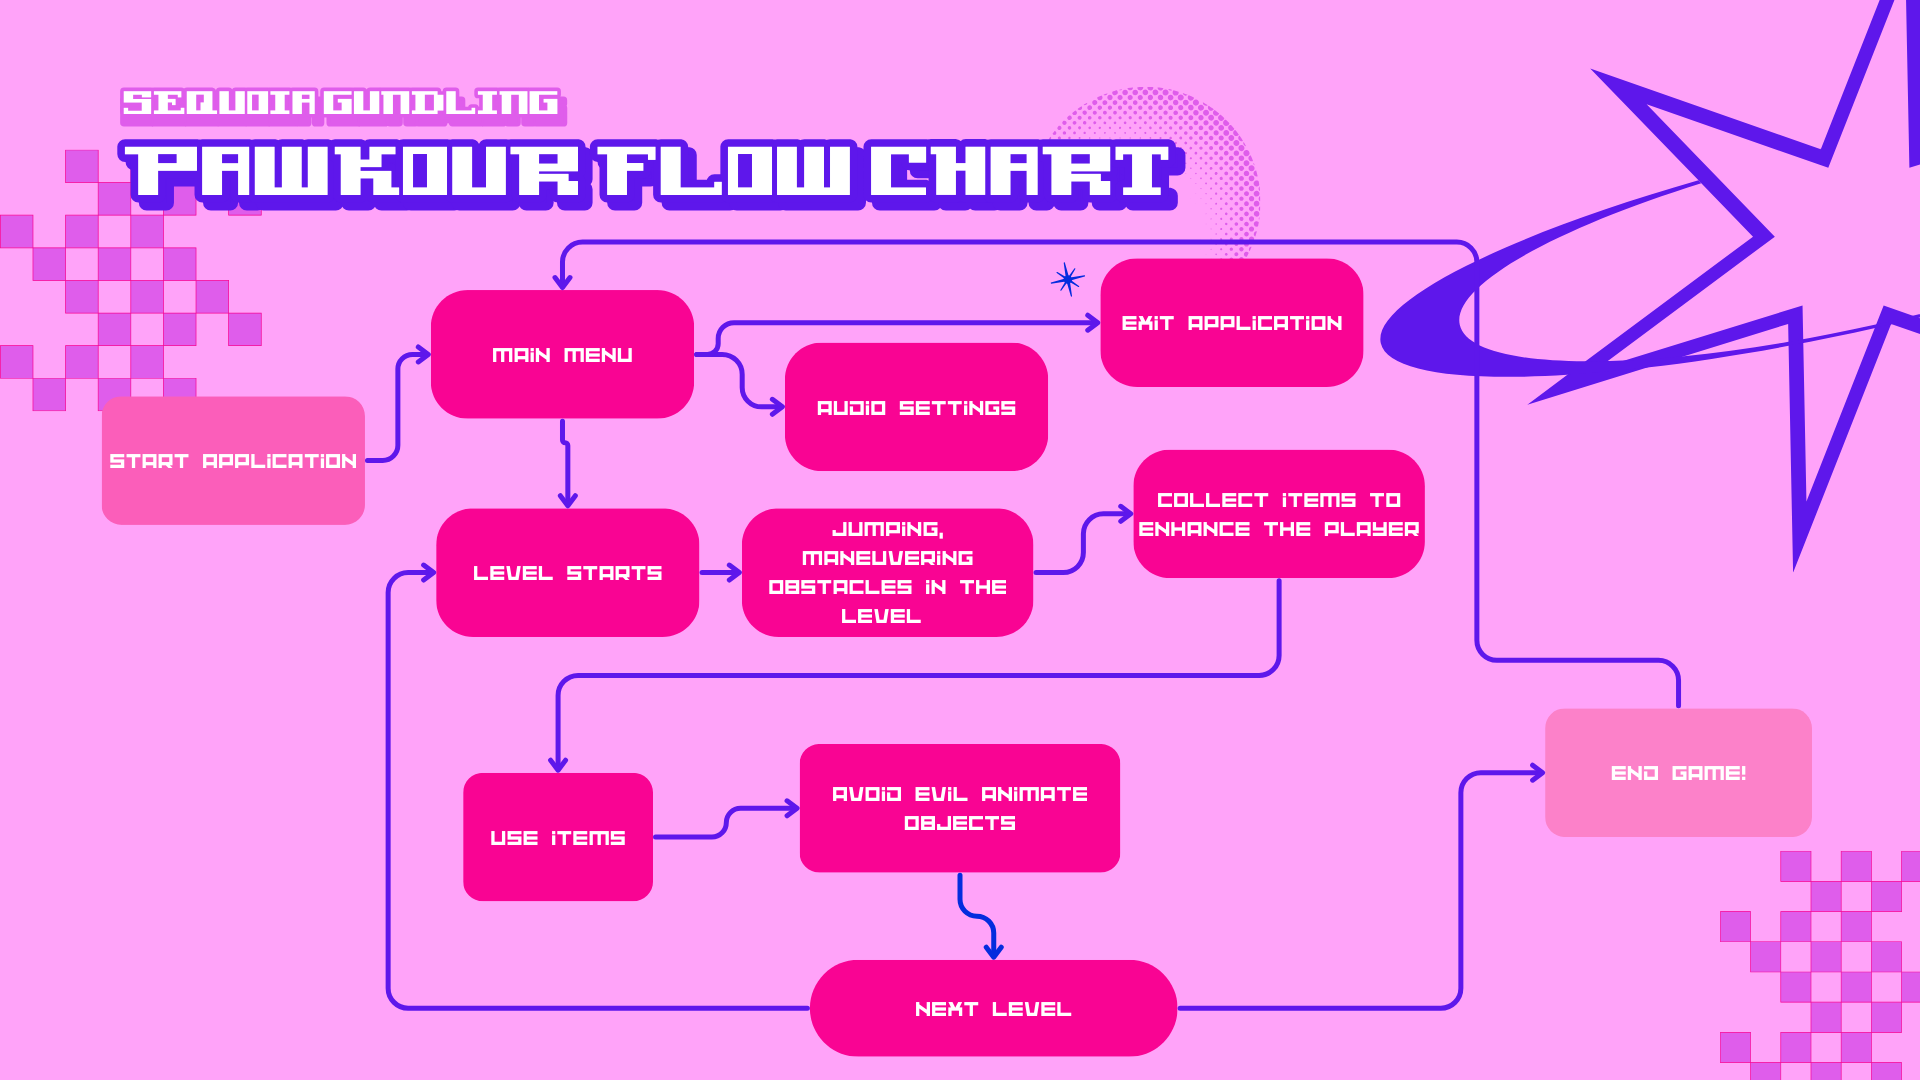 SEQUOIA GUNDLING
PAWKOUR FLOW CHART
EXIT APPLICATION
MAIN MENU
AUDIO SETTINGS
START APPLICATION
COLLECT ITEMS TO
ENHANCE THE PLAYER
LEVEL STARTS
JUMPING,
MANEUVERING
OBSTACLES IN THE
LEVEL
END GAME!
USE ITEMS
AVOID EVIL ANIMATE
OBJECTS
NEXT LEVEL